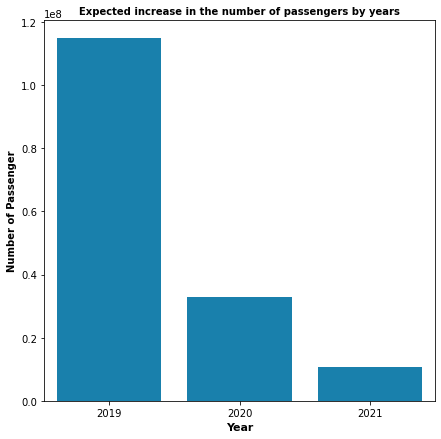 Expected increase in the number of passengers by years
1e8
1.2
1.0
0.8
0.6
0.4
0.2
0.0
Number of Passenger
2019 2020 2021
Year